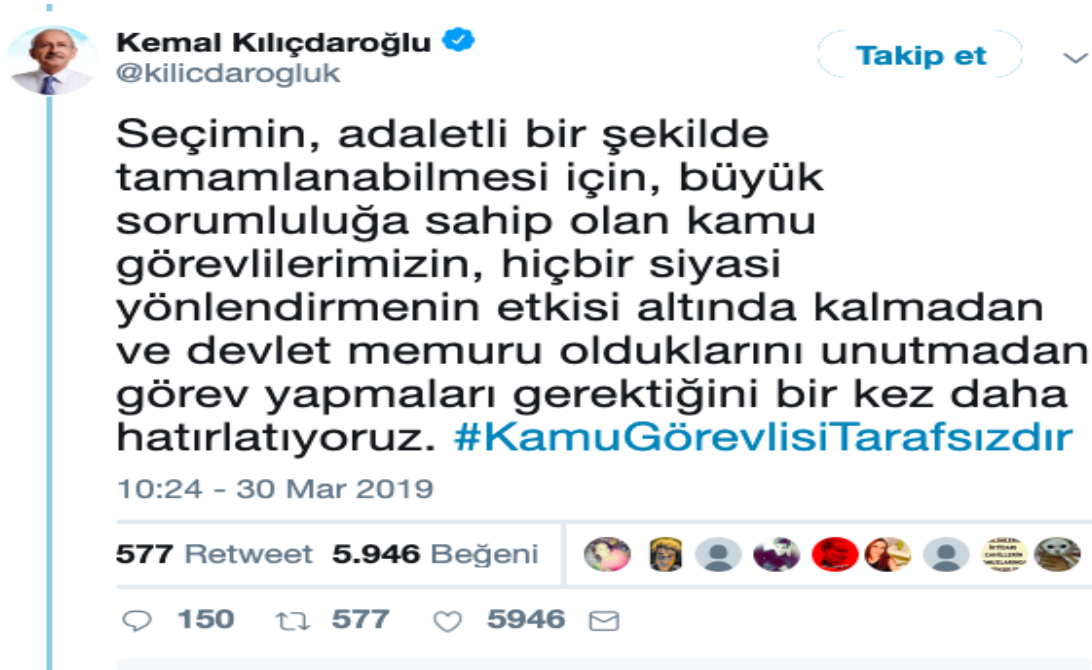 Kemal Kılıçdaroğlu
@kilicdarogluk
Takip et
Seçimin, adaletli bir şekilde
tamamlanabilmesi için, büyük
sorumluluğa sahip olan kamu
görevlilerimizin, hiçbir siyasi
yönlendirmenin etkisi altında kalmadan
ve devlet memuru olduklarını unutmadan
görev yapmaları gerektiğini bir kez daha
hatırlatıyoruz. #KamuGörevlisiTarafsızdır
10:24 - 30 Mar 2019
577 Retweet 5.946 Beğeni
150 577 5946